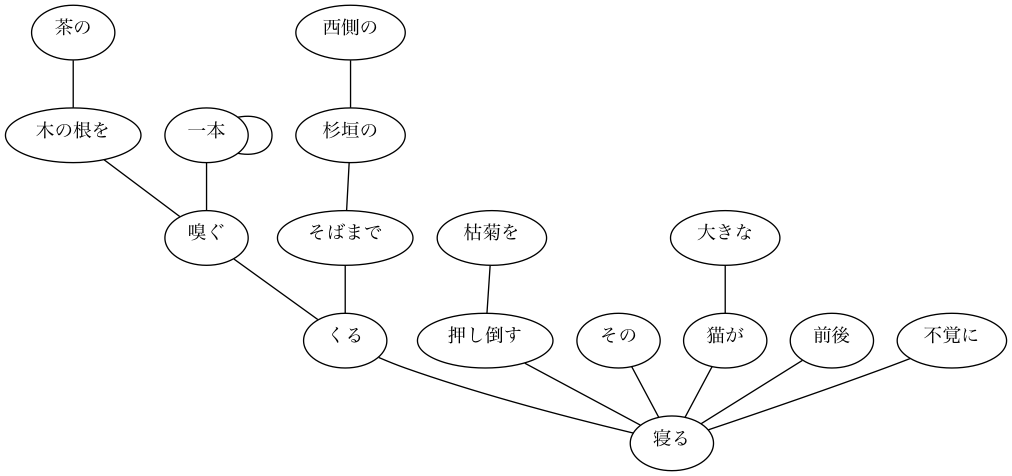 茶の
西側の
木の根を
一本
杉垣の
嗅ぐ
そばまで
枯菊を
大きな
くる
押し倒す
その
猫が
前後
不覚に
寝る